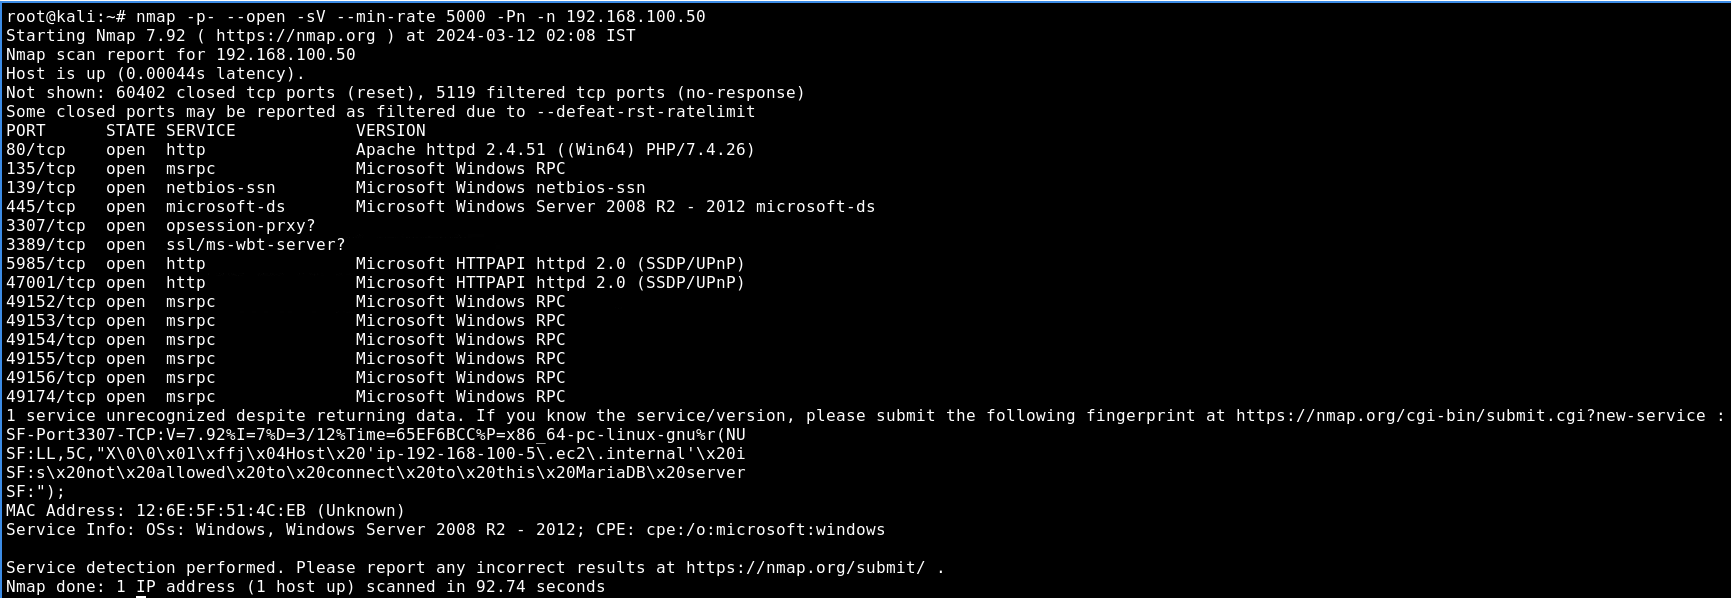 root@kali:~# nmap -p- --open -sV --min-rate 5000 -Pn -n 192.168.100.50
Starting Nmap 7.92 ( https://nmap.org ) at 2024-03-12 02:08 IST
Nmap scan report for 192.168.100.50
Host is up (0.00044s latency).
Not shown: 60402 closed tcp ports (reset), 5119 filtered tcp ports (no-response)
Some closed ports may be reported as filtered due to --defeat-rst-ratelimit
PORT      STATE SERVICE            VERSION
80/tcp    open  http               Apache httpd 2.4.51 ((Win64) PHP/7.4.26)
135/tcp   open  msrpc              Microsoft Windows RPC
139/tcp   open  netbios-ssn        Microsoft Windows netbios-ssn
445/tcp   open  microsoft-ds       Microsoft Windows Server 2008 R2 - 2012 microsoft-ds
3307/tcp  open  opsession-prxy?
3389/tcp  open  ssl/ms-wbt-server?
5985/tcp  open  http               Microsoft HTTPAPI httpd 2.0 (SSDP/UPnP)
47001/tcp open  http               Microsoft HTTPAPI httpd 2.0 (SSDP/UPnP)
49152/tcp open  msrpc              Microsoft Windows RPC
49153/tcp open  msrpc              Microsoft Windows RPC
49154/tcp open  msrpc              Microsoft Windows RPC
49155/tcp open  msrpc              Microsoft Windows RPC
49156/tcp open  msrpc              Microsoft Windows RPC
49174/tcp open  msrpc              Microsoft Windows RPC
1 service unrecognized despite returning data. If you know the service/version, please submit the following fingerprint at https://nmap.org/cgi-bin/submit.cgi?new-service :
SF-Port3307-TCP:V=7.92%I=7%D=3/12%Time=65EF6BCC%P=x86_64-pc-linux-gnu%r(NU
SF:LL,5C,"X\0\0\x01\xffj\x04Host\x20'ip-192-168-100-5\.ec2\.internal'\x20i
SF:s\x20not\x20allowed\x20to\x20connect\x20to\x20this\x20MariaDB\x20server
SF:");
MAC Address: 12:6E:5F:51:4C:EB (Unknown)
Service Info: OSs: Windows, Windows Server 2008 R2 - 2012; CPE: cpe:/o:microsoft:windows
Service detection performed. Please report any incorrect results at https://nmap.org/submit/ .
Nmap done: 1 IP address (1 host up) scanned in 92.74 seconds